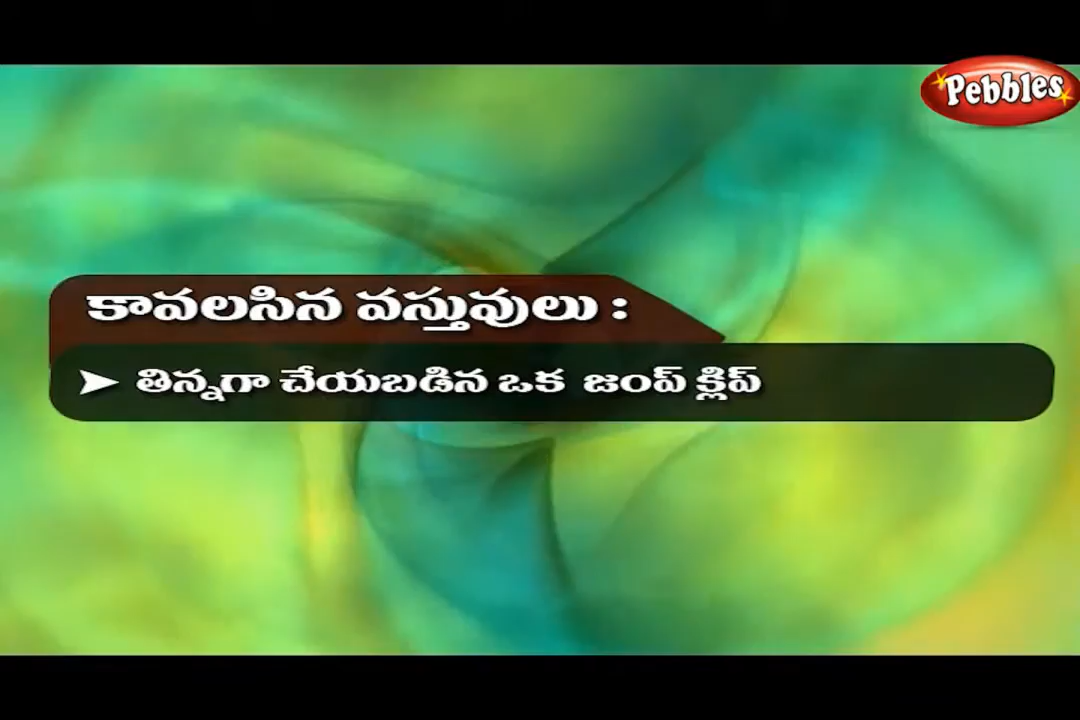 Pebbles
కావలసిన వస్తువులు :
తిన్నగా చేయబడిన ఒక జంప్ క్లిప్